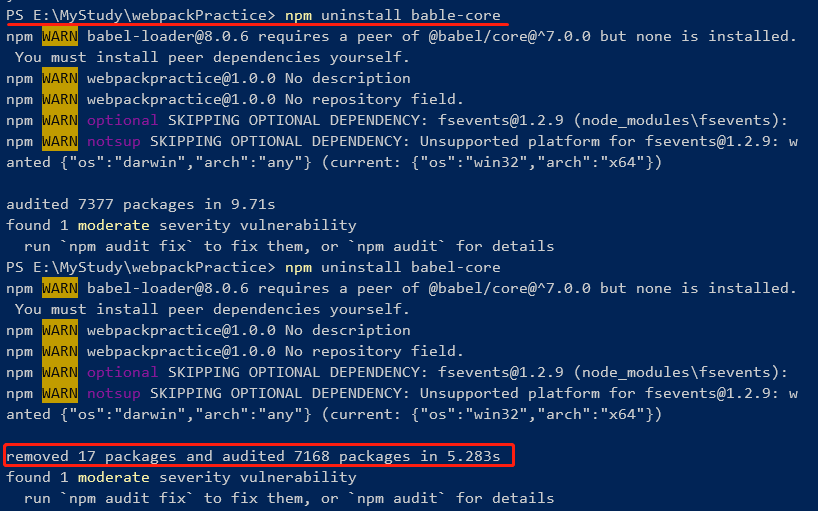 PS E:\MyStudy\webpackPractice> npm uninstall bable-core
npm WARN babel-loader@8.0.6 requires a peer of @babel/core@^7.0.0 but none is installed.
 You must install peer dependencies yourself.
npm WARN webpackpractice@1.0.0 No description
npm WARN webpackpractice@1.0.0 No repository field.
npm WARN optional SKIPPING OPTIONAL DEPENDENCY: fsevents@1.2.9 (node_modules\fsevents):
npm WARN notsup SKIPPING OPTIONAL DEPENDENCY: Unsupported platform for fsevents@1.2.9: w
anted {"os":"darwin","arch":"any"} (current: {"os":"win32","arch":"x64"})

audited 7377 packages in 9.71s
found 1 moderate severity vulnerability
  run `npm audit fix` to fix them, or `npm audit` for details
PS E:\MyStudy\webpackPractice> npm uninstall babel-core
npm WARN babel-loader@8.0.6 requires a peer of @babel/core@^7.0.0 but none is installed.
 You must install peer dependencies yourself.
npm WARN webpackpractice@1.0.0 No description
npm WARN webpackpractice@1.0.0 No repository field.
npm WARN optional SKIPPING OPTIONAL DEPENDENCY: fsevents@1.2.9 (node_modules\fsevents):
npm WARN notsup SKIPPING OPTIONAL DEPENDENCY: Unsupported platform for fsevents@1.2.9: w
anted {"os":"darwin","arch":"any"} (current: {"os":"win32","arch":"x64"})

removed 17 packages and audited 7168 packages in 5.283s
found 1 moderate severity vulnerability
  run `npm audit fix` to fix them, or `npm audit` for details